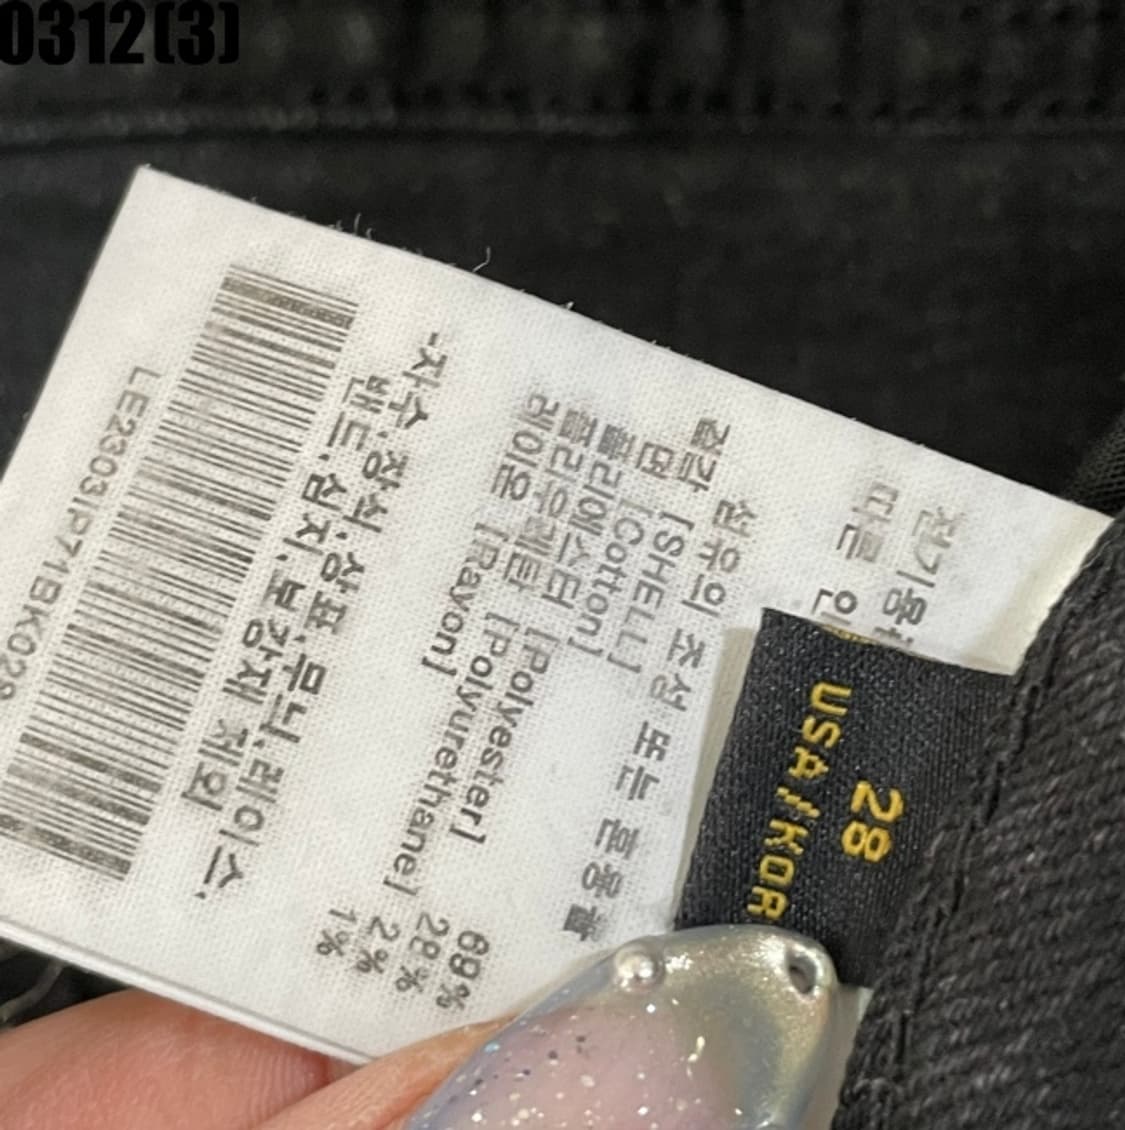 0312(3)
전기용
따른 안
섬유의 조성 또는 혼용율
겉감 [SHELL]
면 [Cotton] 69%
폴리에스터 [Polyester] 28%
폴리우레탄 [Polyurethane] 2%
레이온 [Rayon] 1%
-자수,장식,상표,무늬,레이스,
밴드,심지,보강재 제외
LE2303IP71BK028
28
USA/KOR